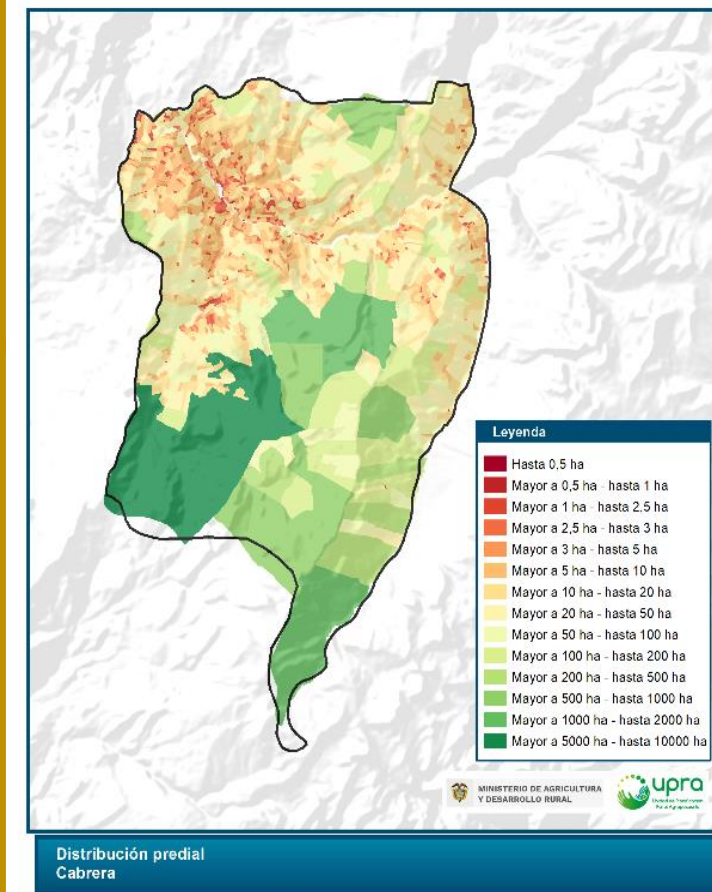 Leyenda
Hasta 0,5 ha
Mayor a 0,5 ha - hasta 1 ha
Mayor a 1 ha - hasta 2,5 ha
Mayor a 2,5 ha - hasta 3 ha
Mayor a 3 ha - hasta 5 ha
Mayor a 5 ha - hasta 10 ha
Mayor a 10 ha - hasta 20 ha
Mayor a 20 ha - hasta 50 ha
Mayor a 50 ha - hasta 100 ha
Mayor a 100 ha - hasta 200 ha
Mayor a 200 ha - hasta 500 ha
Mayor a 500 ha - hasta 1000 ha
Mayor a 1000 ha - hasta 2000 ha
Mayor a 5000 ha - hasta 10000 ha
MINISTERIO DE AGRICULTURA
Y DESARROLLO RURAL
upra
Distribución predial
Cabrera